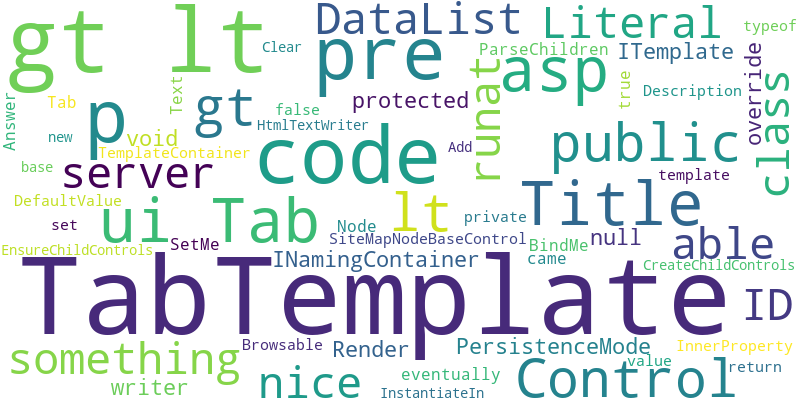 gt lt
DataList
Literal
typeof
Clear
pre
ParseChildren
ITemplate
asp
Text
Answer
Tab
gt
protected
runat
true
Description
override
class
p
void
false
HtmlTextWriter
new
TemplateContainer
code
Add
public
base
server
template
DefaultValue
set
ui
Tab
lt
Node
private
Title
EnsureChildControls
SetMe
SiteMapNodeBaseControl
BindMe
null
able
INamingContainer
came
CreateChildControls
TabTemplate
ID
something
Browsable
Render
PersistenceMode
InnerProperty
value
return
writer
nice
eventually
InstantiateIn
Control